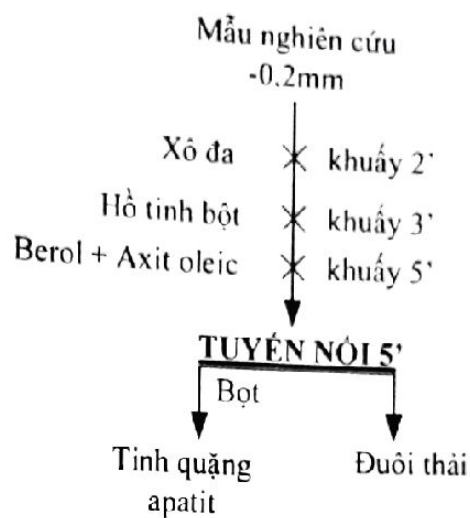 Mẫu nghiên cứu
-0.2mm
Xô đa khuấy 2'
Hồ tinh bột khuấy 3'
Berol + Axit oleic khuấy 5'
TUYỂN NỔI 5'
Bọt
Tinh quặng Đuôi thải
apatit